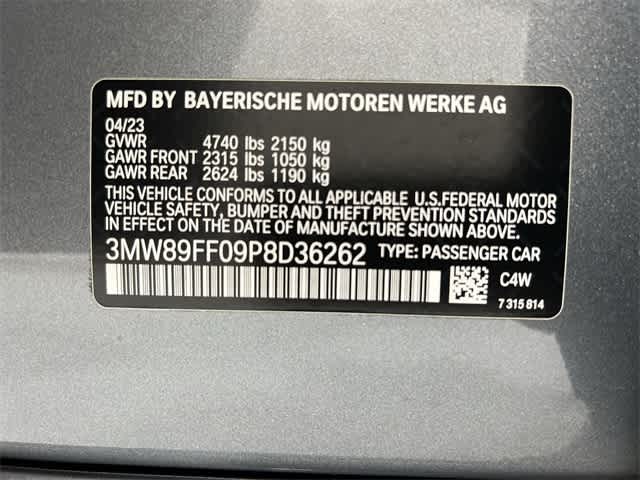 MFD BY BAYERISCHE MOTOREN WERKE AG
04/23
GVWR 4740 lbs 2150 kg
GAWR FRONT 2315 lbs 1050 kg
GAWR REAR 2624 lbs 1190 kg
THIS VEHICLE CONFORMS TO ALL APPLICABLE U.S.FEDERAL MOTOR
VEHICLE SAFETY, BUMPER AND THEFT PREVENTION STANDARDS
IN EFFECT ON THE DATE OF MANUFACTURE SHOWN ABOVE:
3MW89FF09P8D36262 TYPE: PASSENGER CAR
C4W
7 315 814